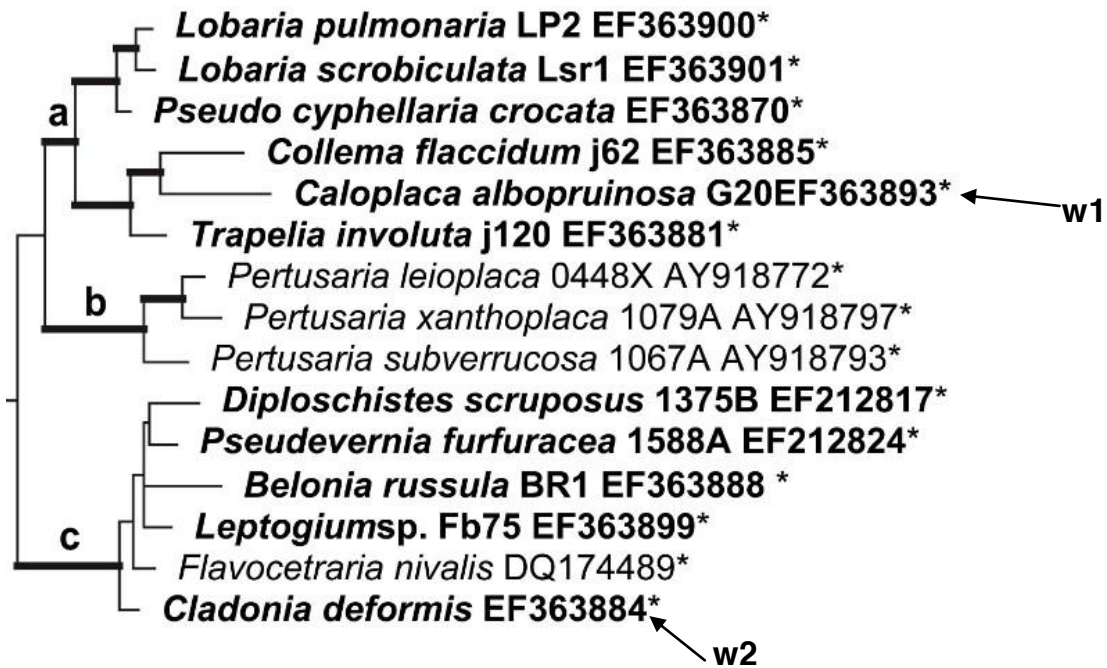 Lobaria pulmonaria LP2 EF363900*
Lobaria scrobiculata Lsr1 EF363901*
Pseudo cyphellaria crocata EF363870*
a
Collema flaccidum j62 EF363885*
Caloplaca albopruinosa G20EF363893*
w1
Trapelia involuta j120 EF363881*
Pertusaria leioplaca 0448X AY918772*
b
Pertusaria xanthoplaca 1079A AY918797*
Pertusaria subverrucosa 1067A AY918793*
Diploschistes scruposus 1375B EF212817*
Pseudevernia furfuracea 1588A EF212824*
Belonia russula BR1 EF363888 *
Leptogiumsp. Fb75 EF363899*
c
Flavocetraria nivalis DQ174489*
Cladonia deformis EF363884*
w2